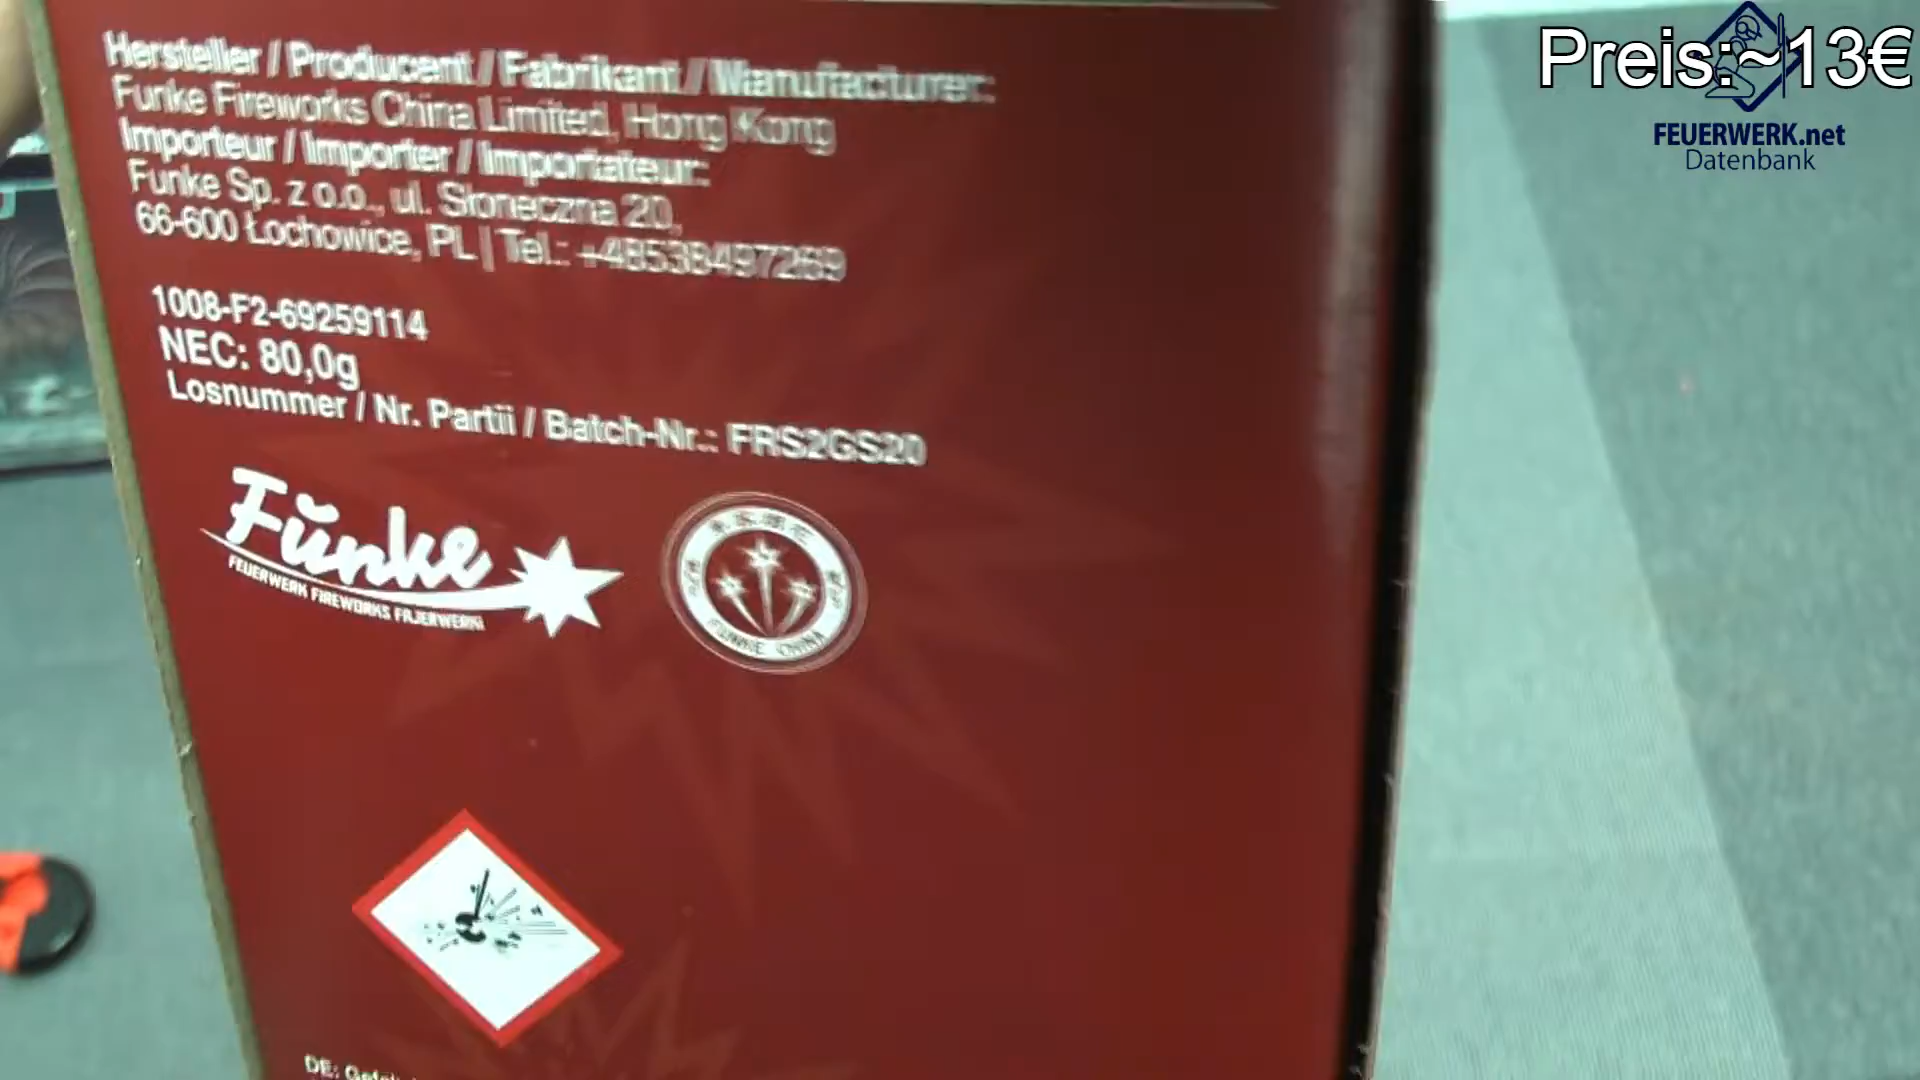 Preis:~13€
FEUERWERK.net
Datenbank
Hersteller / Producent / Fabrikant / Manufacturer:
Funke Fireworks China Limited, Hong Kong
Importeur / Importer / Importateur:
Funke Sp. z o.o., ul. Słoneczna 20,
66-600 Łochowice, PL | Tel.: +48538497269
1008-F2-69259114
NEC: 80,0g
Losnummer / Nr. Partii / Batch-Nr.: FRS2GS20
Funke
FEUERWERK FIREWORKS FAJERWERKI
FUNKE CHINA
DE: